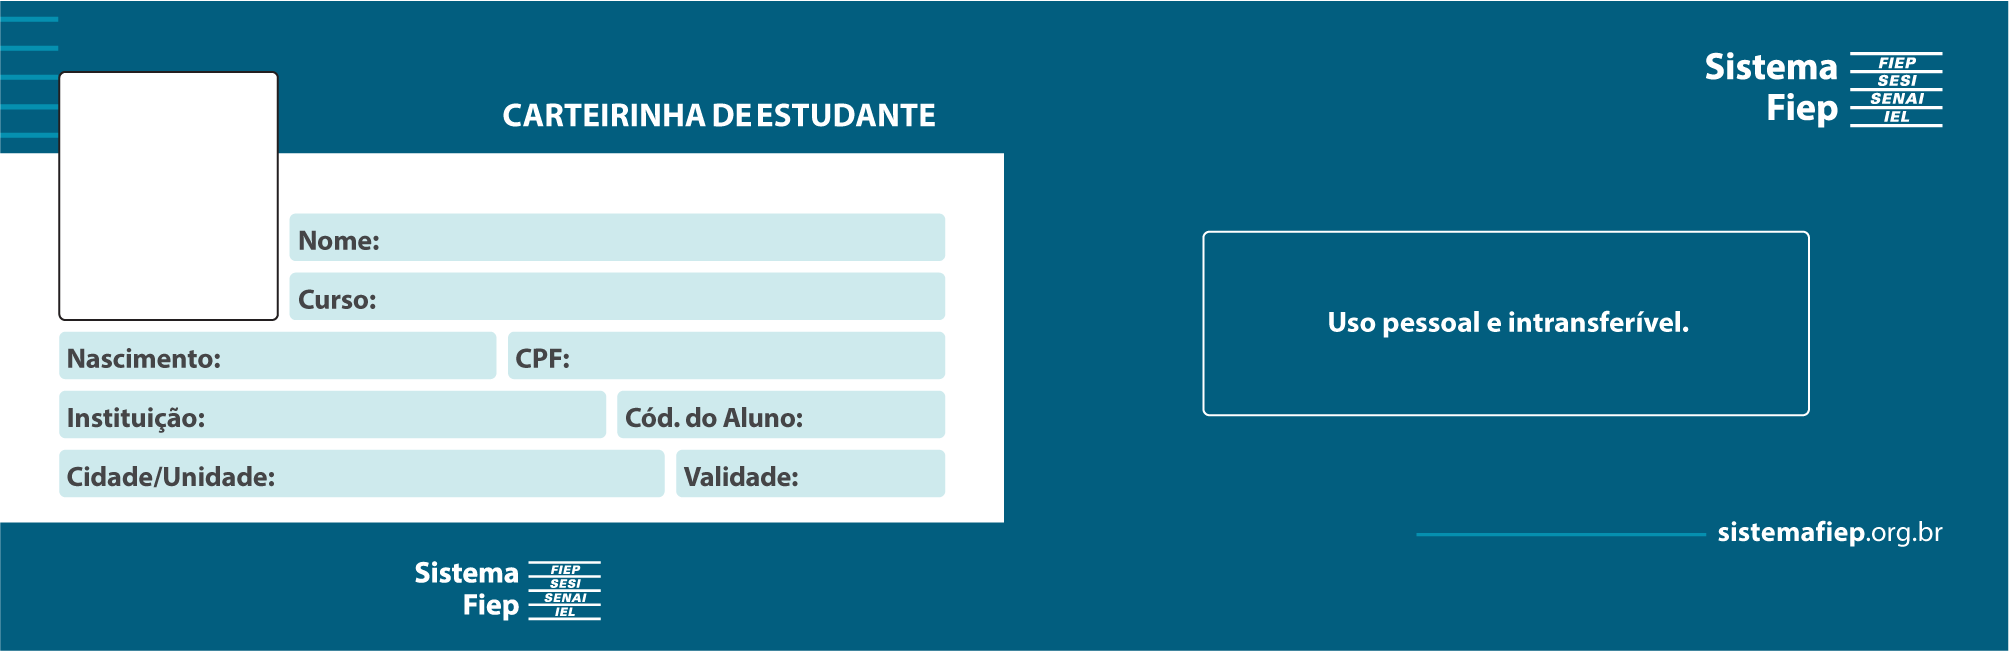 CARTEIRINHA DE ESTUDANTE
Nome:
Curso:
Nascimento:
CPF:
Instituição:
Cód. do Aluno:
Cidade/Unidade:
Validade:
Sistema
Fiep
FIEP
SESI
SENAI
IEL
Sistema
Fiep
FIEP
SESI
SENAI
IEL
Uso pessoal e intransferível.
sistemafiep.org.br